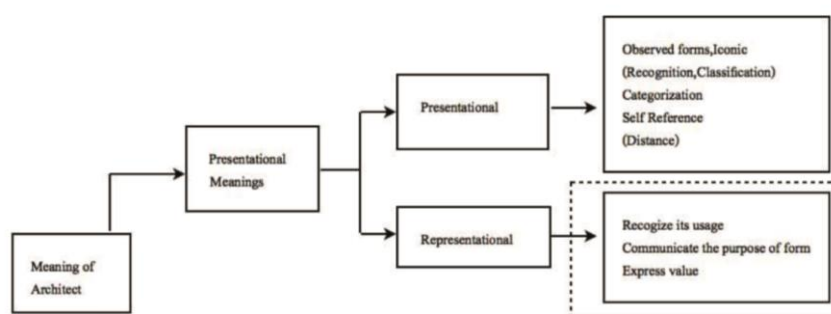 Meaning of
Architect
Presentational
Meanings
Presentational
Representational
Observed forms,Iconic
(Recognition,Classification)
Categorization
Self Reference
(Distance)
Recogize its usage
Communicate the purpose of form
Express value